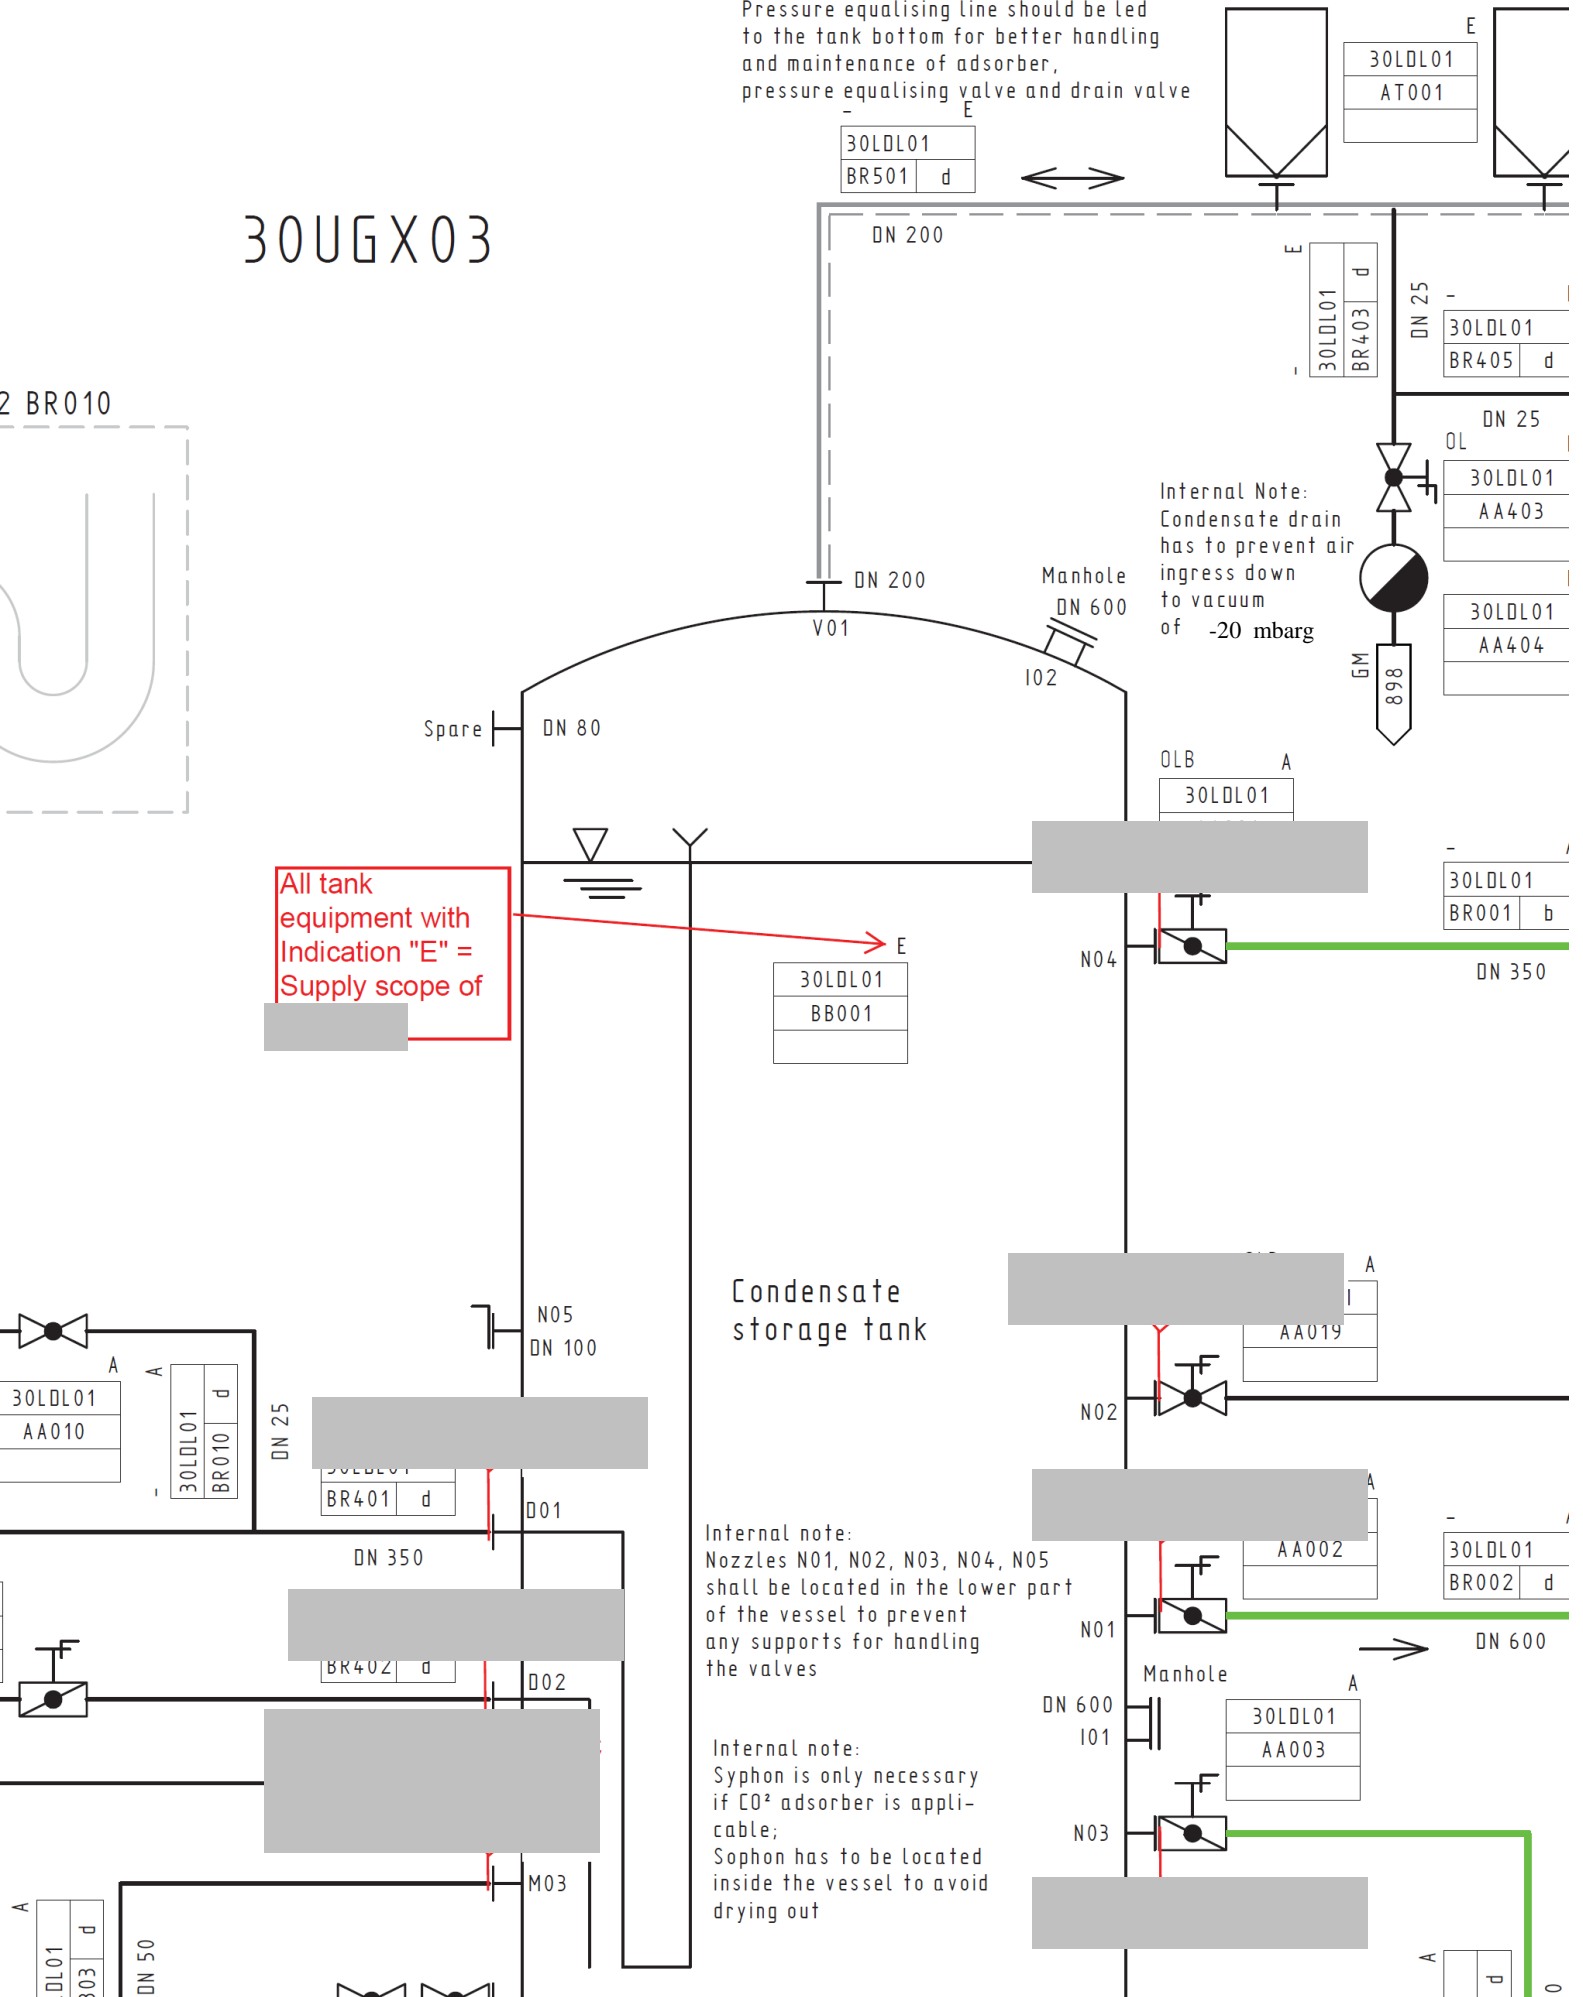 Pressure equalising line should be led
to the tank bottom for better handling
and maintenance of adsorber,
pressure equalising valve and drain valve
- E
30LDL01
BR501 d
E
30LDL01
AT001
30UGX03
DN 200
E
30LDL01
BR403 d
-
DN 25
-
30LDL01
BR405 d
2 BR010
DN 25
OL
30LDL01
AA403
Internal Note:
Condensate drain
has to prevent air
ingress down
to vacuum
of -20 mbarg
30LDL01
AA404
GM
898
DN 200
V01
Manhole
DN 600
I02
Spare
DN 80
OLB A
30LDL01
All tank
equipment with
Indication "E" =
Supply scope of
E
30LDL01
BB001
- A
30LDL01
BR001 b
N04
DN 350
Condensate
storage tank
N05
DN 100
A
AA019
N02
A
30LDL01
AA010
A
30LDL01
BR010 d
-
DN 25
BR401 d
D01
DN 350
Internal note:
Nozzles N01, N02, N03, N04, N05
shall be located in the lower part
of the vessel to prevent
any supports for handling
the valves
A
AA002
-
30LDL01
BR002 d
N01
DN 600
BR402 d
D02
Manhole
DN 600
I01
A
30LDL01
AA003
N03
Internal note:
Syphon is only necessary
if CO² adsorber is appli-
cable;
Sophon has to be located
inside the vessel to avoid
drying out
M03
A
DL01
303 d
DN 50
A
d
0